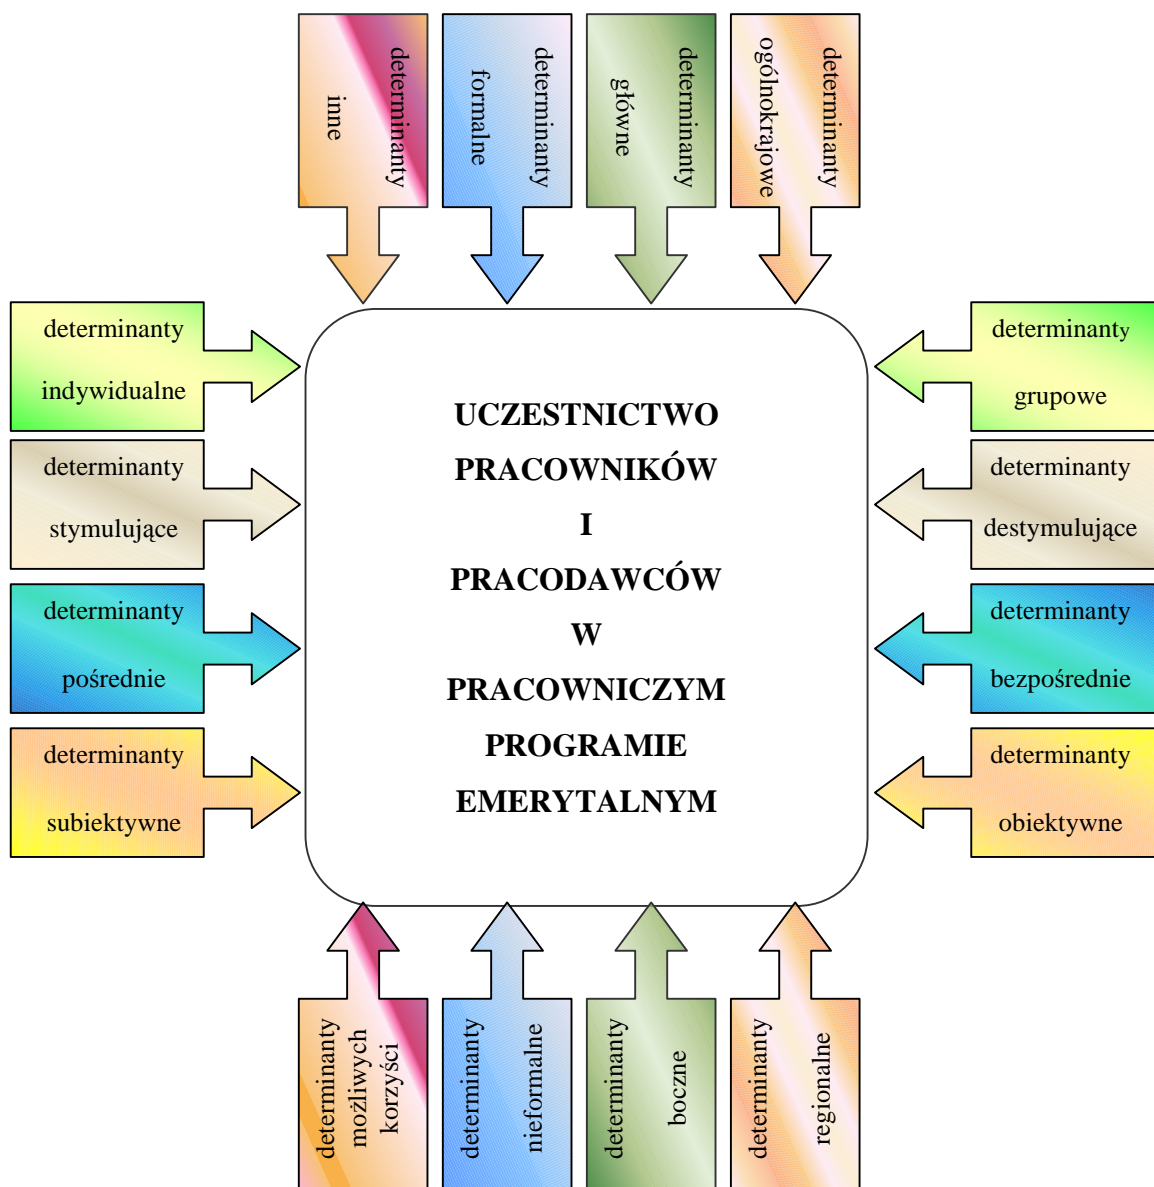 determinanty
inne
determinanty
formalne
determinanty
główne
determinanty
ogólnokrajowe
determinanty
indywidualne
determinanty
stymulujące
determinanty
pośrednie
determinanty
subiektywne
UCZESTNICTWO
PRACOWNIKÓW
I
PRACODAWCÓW
W
PRACOWNICZYM
PROGRAMIE
EMERYTALNYM
determinanty
grupowe
determinanty
destymulujące
determinanty
bezpośrednie
determinanty
obiektywne
determinanty
możliwych
korzyści
determinanty
nieformalne
determinanty
boczne
determinanty
regionalne